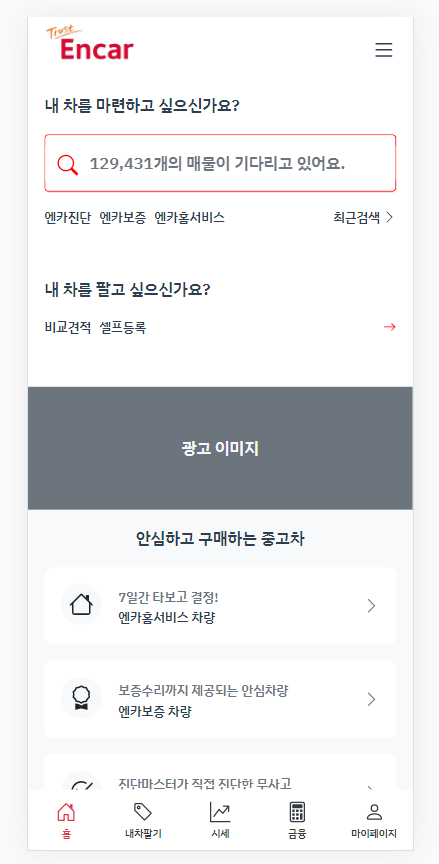 Trust
Encar
내 차를 마련하고 싶으신가요?
129,431개의 매물이 기다리고 있어요.
엔카진단 엔카보증 엔카홈서비스 최근검색
내 차를 팔고 싶으신가요?
비교견적 셀프등록
광고 이미지
안심하고 구매하는 중고차
7일간 타보고 결정!
엔카홈서비스 차량
보증수리까지 제공되는 안심차량
엔카보증 차량
진단마스터가 직접 진단한 무사고
홈 내차팔기 시세 금융 마이페이지